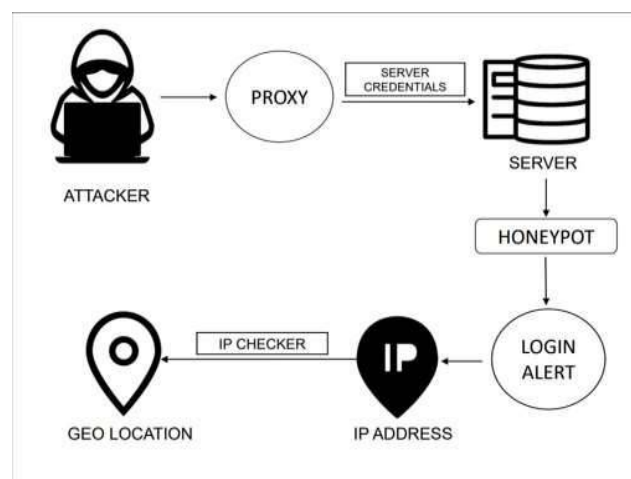 SERVER
CREDENTIALS
PROXY
ATTACKER
SERVER
HONEYPOT
LOGIN
ALERT
IP CHECKER
IP
GEO LOCATION
IP ADDRESS